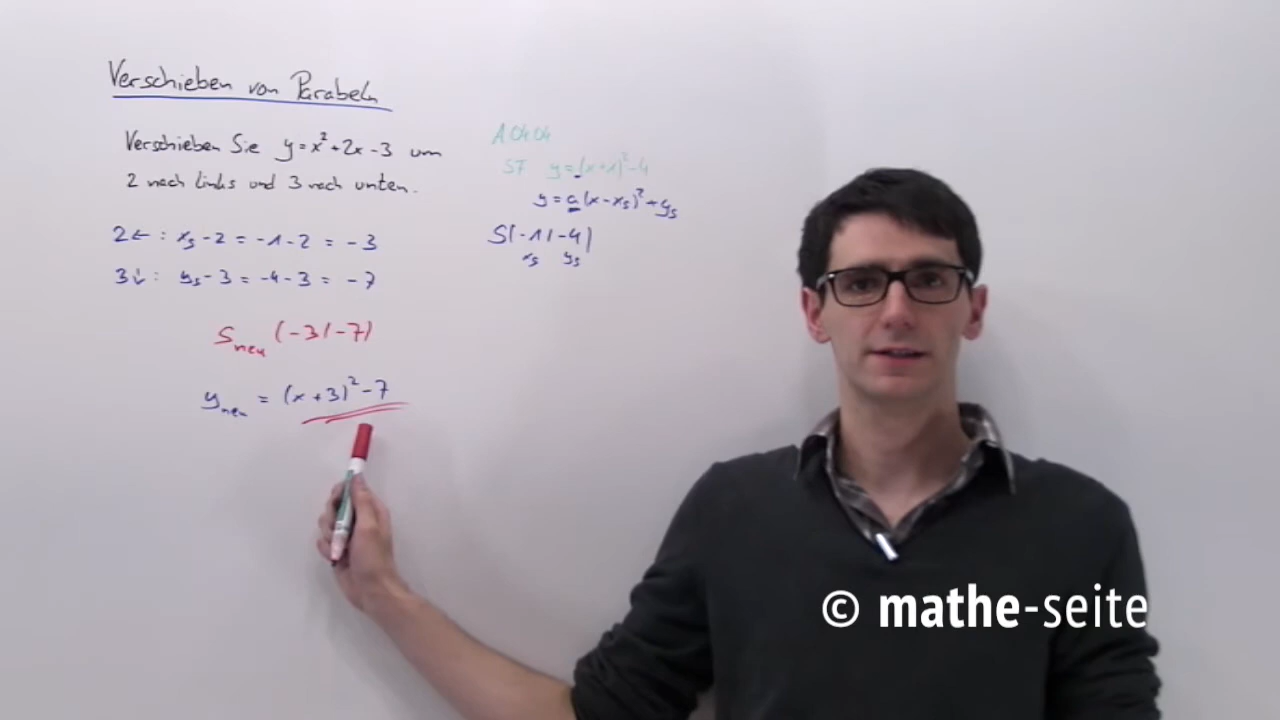 Verschieben von Parabeln
Verschieben Sie y=x²+2x-3 um
2 nach links und 3 nach unten.
2←: xₛ-2 = -1-2 = -3
3↓: yₛ-3 = -4-3 = -7
Sₙₑᵤ (-3|-7)
yₙₑᵤ = (x+3)²-7
A.04.04
SF y=(x+x)²-4
y=a(x-xₛ)²+yₛ
S(-1|-4)
xₛ yₛ
© mathe-seite